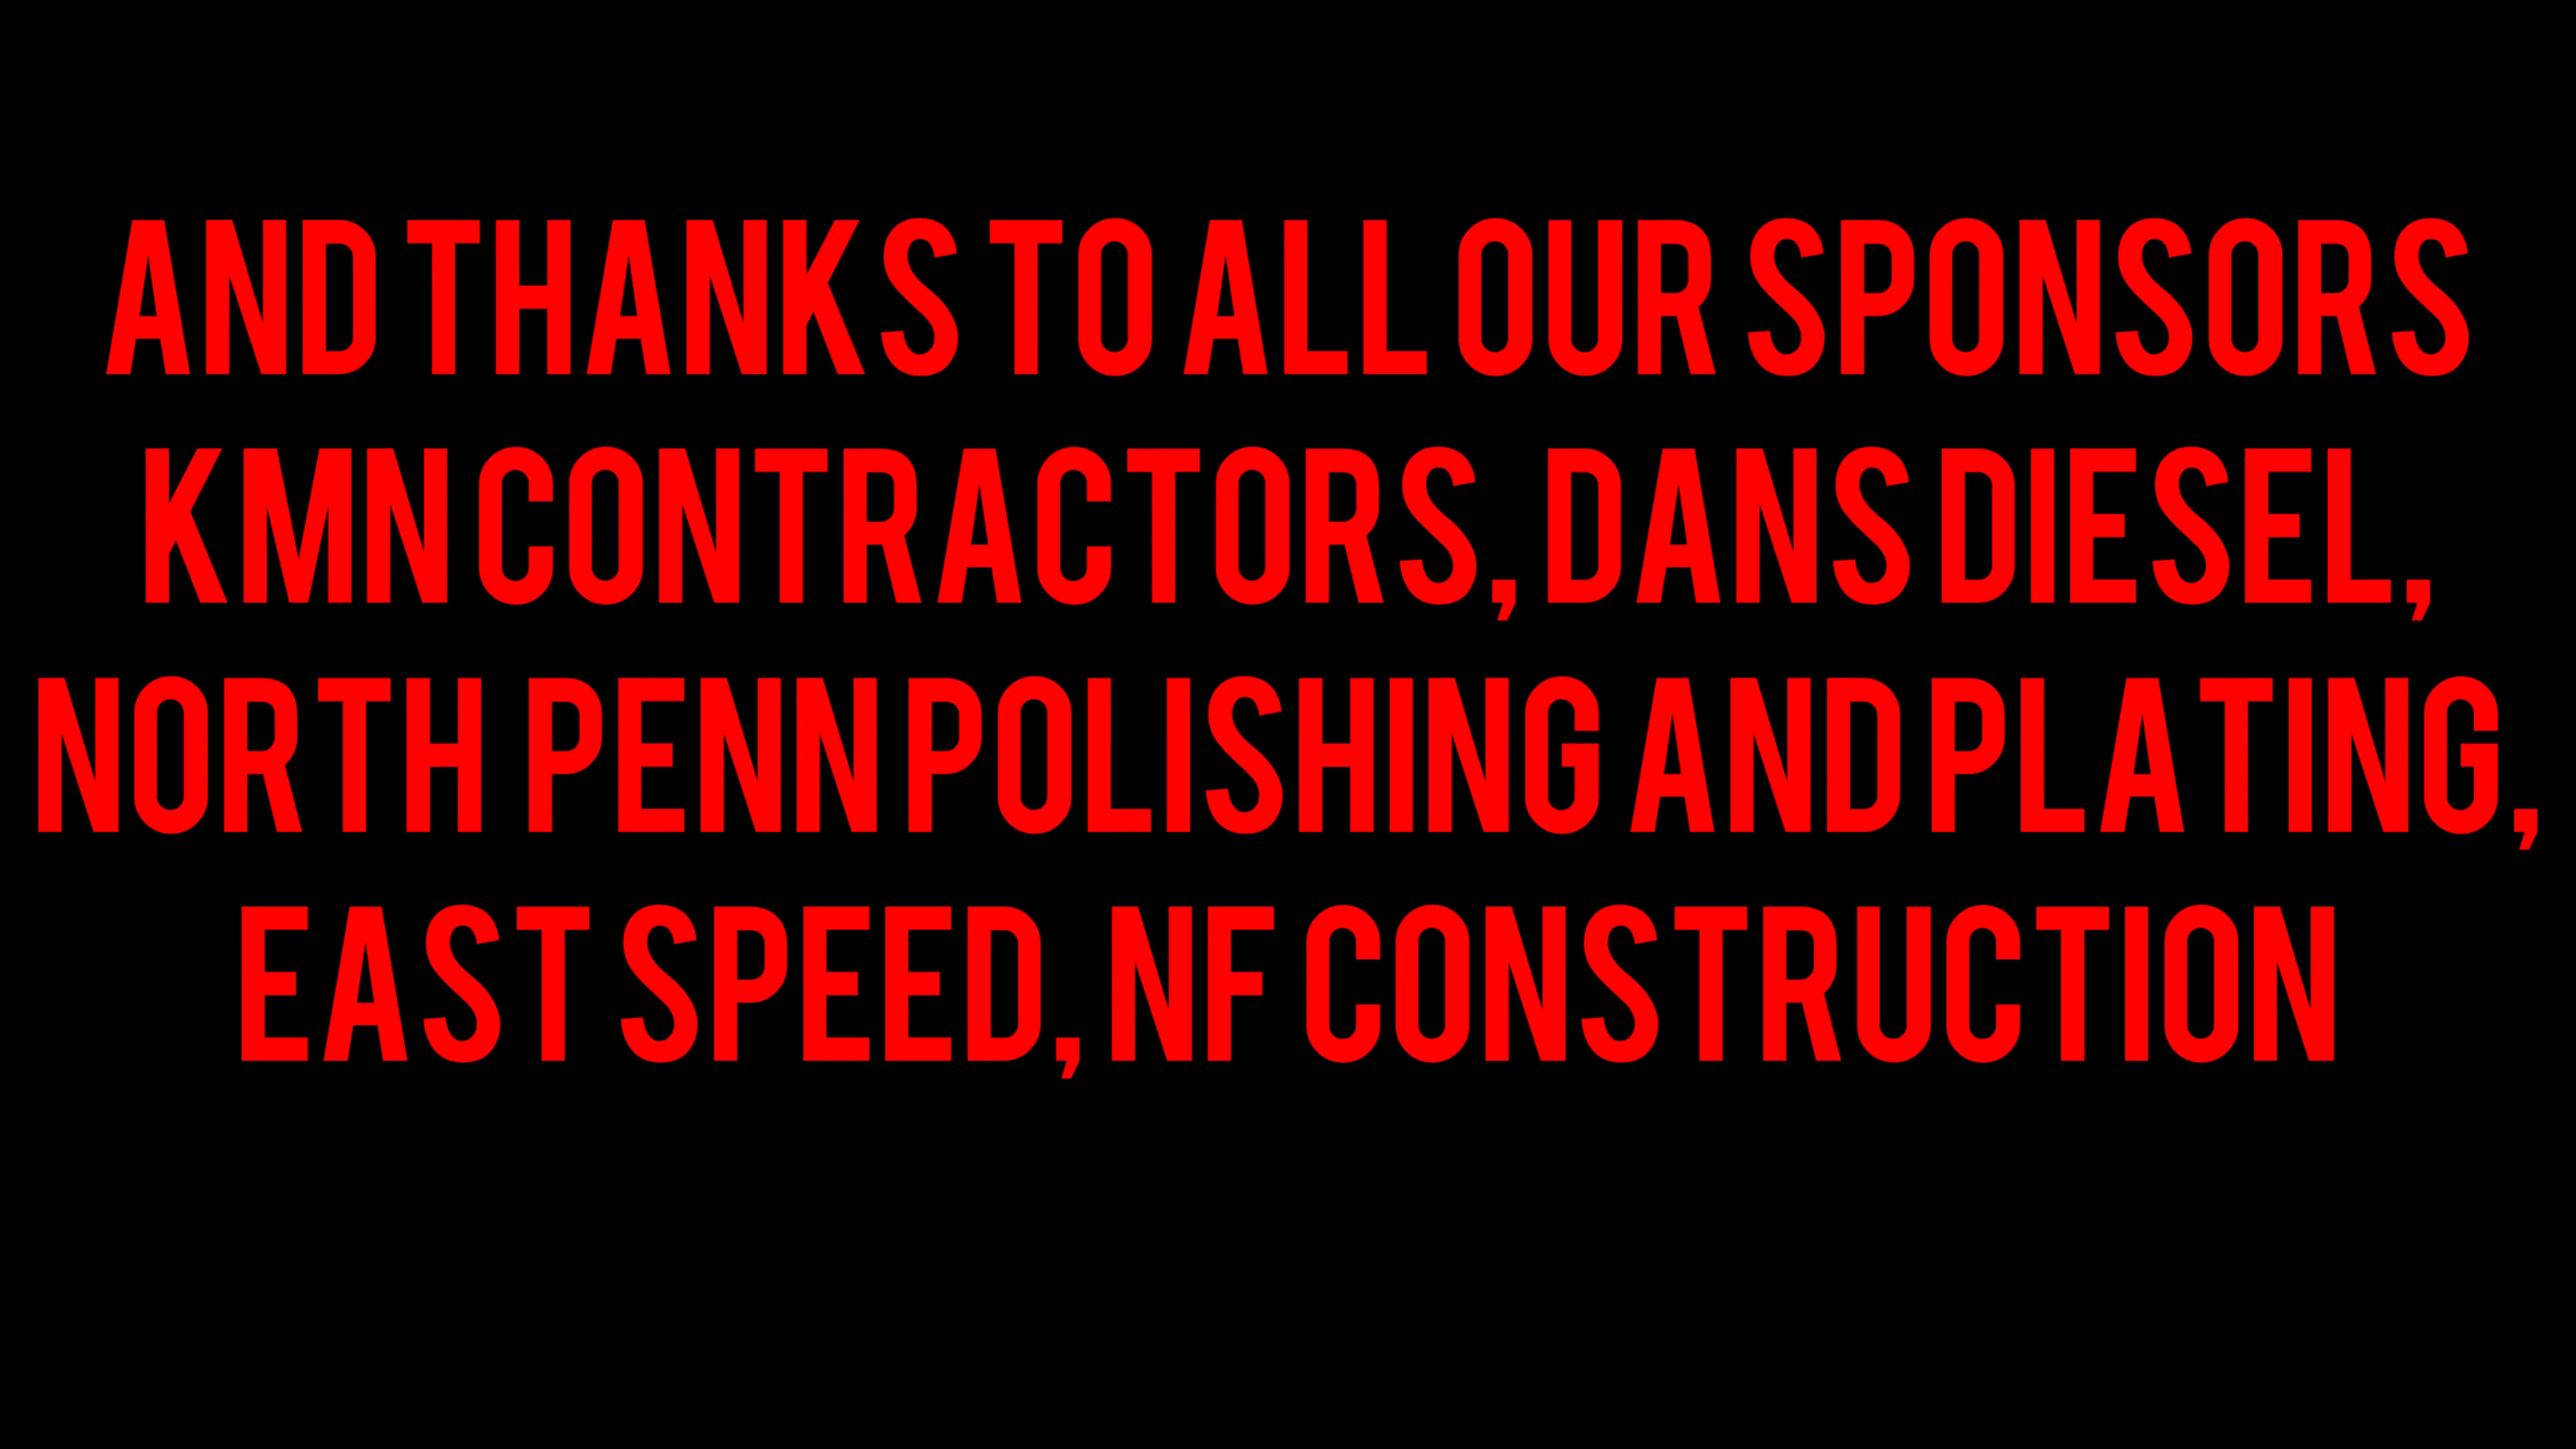 AND THANKS TO ALL OUR SPONSORS
KMN CONTRACTORS, DANS DIESEL,
NORTH PENN POLISHING AND PLATING,
EAST SPEED, NF CONSTRUCTION